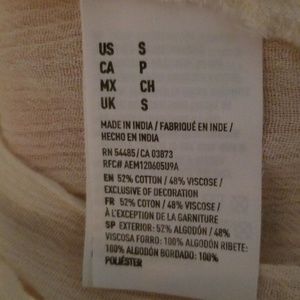 US S
CA P
MX CH
UK S
MADE IN INDIA / FABRIQUÉ EN INDE /
HECHO EN INDIA
RN 54485/CA 03873
RFC# AEM120605U9A
EN 52% COTTON / 48% VISCOSE /
EXCLUSIVE OF DECORATION
FR 52% COTON / 48% VISCOSE /
À L'EXCEPTION DE LA GARNITURE
SP EXTERIOR: 52% ALGODÓN / 48%
VISCOSA FORRO: 100% ALGODÓN RIBETE:
100% ALGODÓN BORDADO: 100%
POLIÉSTER